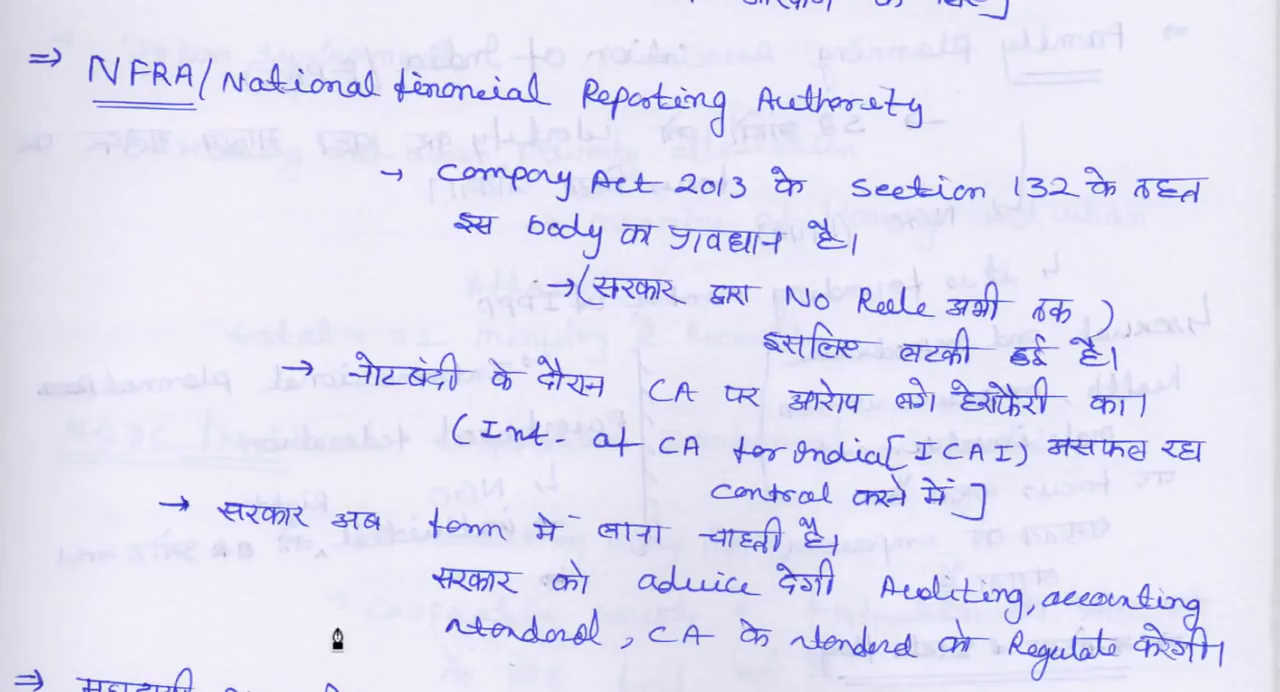 ⇒ NFRA/National financial Reporting Authority
→ Company Act 2013 के Section 132 के तहत
इस body का प्रावधान है।
→(सरकार द्वारा No Rule अभी तक)
इसलिए लटकी हुई है।
→ नोटबंदी के दौरान CA पर आरोप लगे हेराफेरी का।
(Int. of CA for India[ICAI) असफल रहा
control करने में]
→ सरकार अब form में लाना चाहती है।
सरकार को advice देगी Auditing, accounting
standard, CA के standard को Regulate करेगी।
⇒